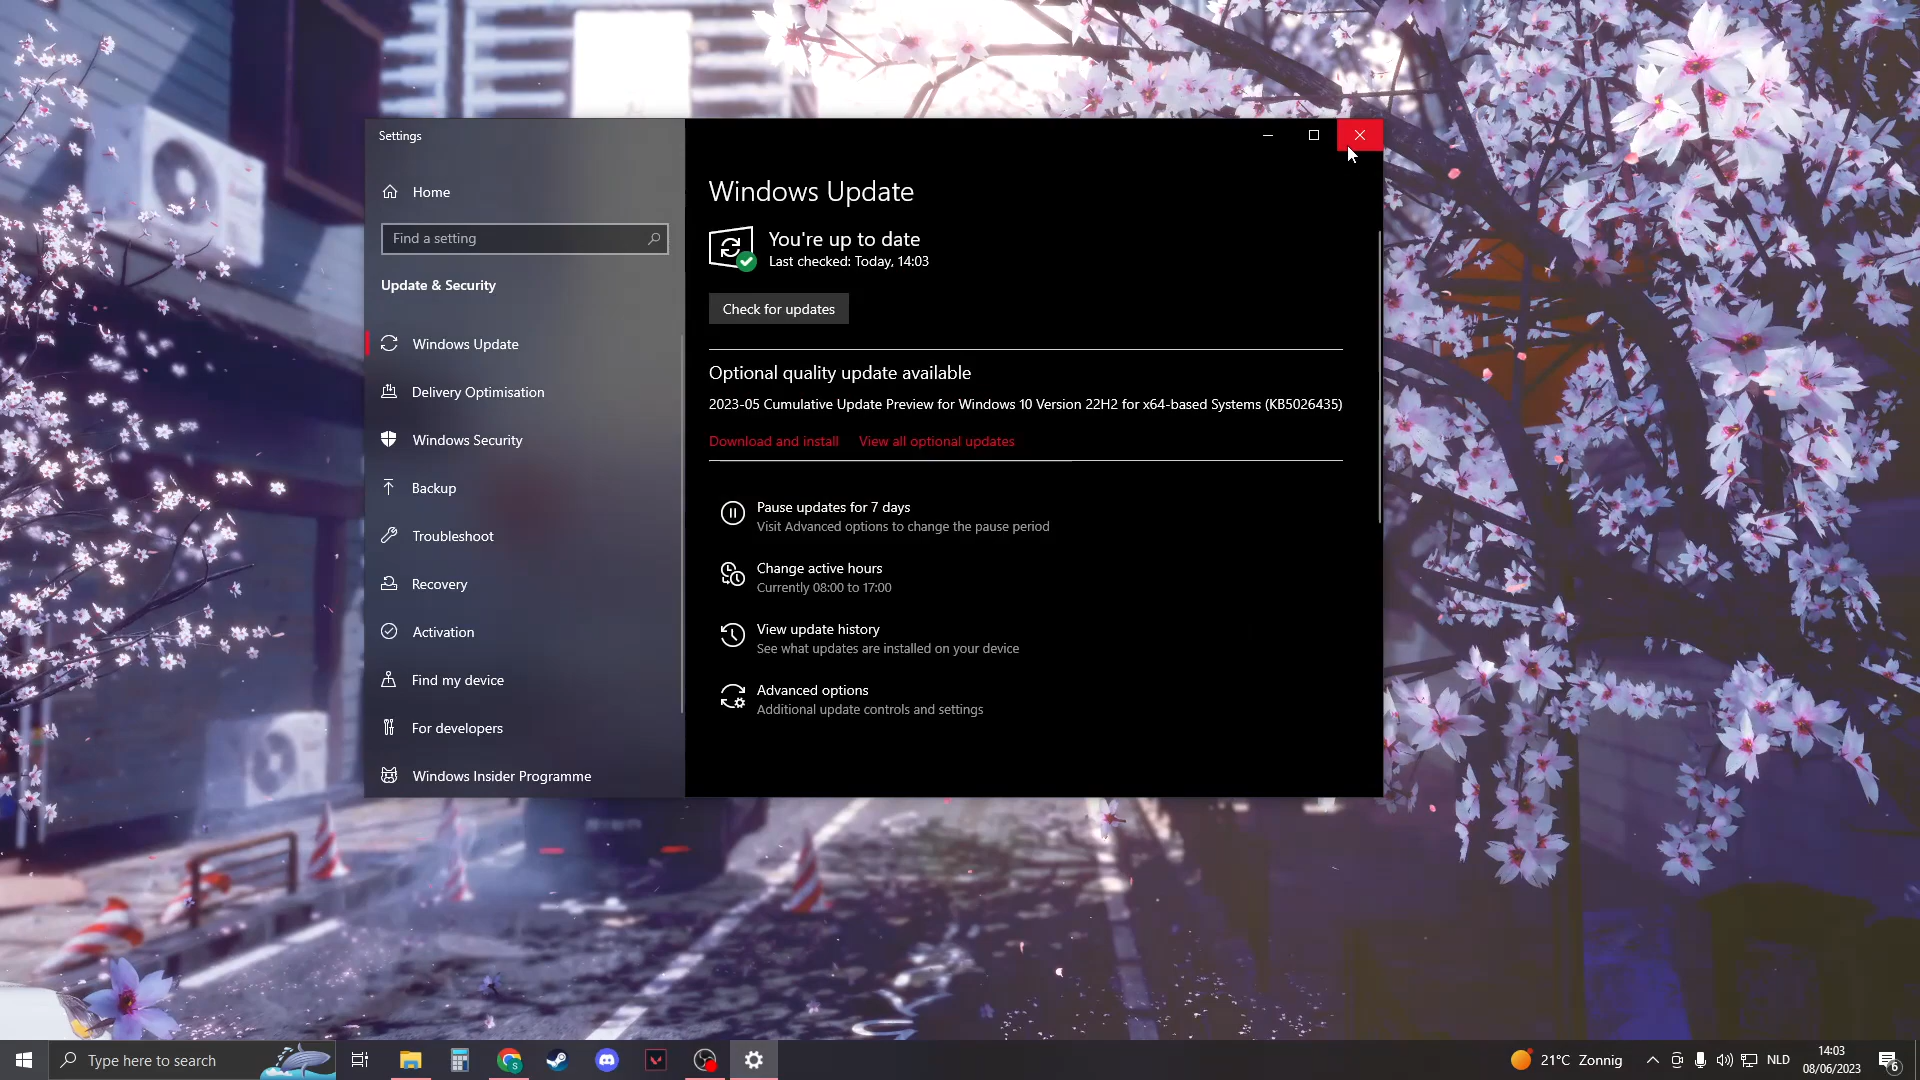 Settings
Home
Find a setting
Update & Security
Windows Update
Delivery Optimisation
Windows Security
Backup
Troubleshoot
Recovery
Activation
Find my device
For developers
Windows Insider Programme
Windows Update
You're up to date
Last checked: Today, 14:03
Check for updates
Optional quality update available
2023-05 Cumulative Update Preview for Windows 10 Version 22H2 for x64-based Systems (KB5026435)
Download and install View all optional updates
Pause updates for 7 days
Visit Advanced options to change the pause period
Change active hours
Currently 08:00 to 17:00
View update history
See what updates are installed on your device
Advanced options
Additional update controls and settings
Type here to search
S
21°C Zonnig
NLD
14:03
08/06/2023
6